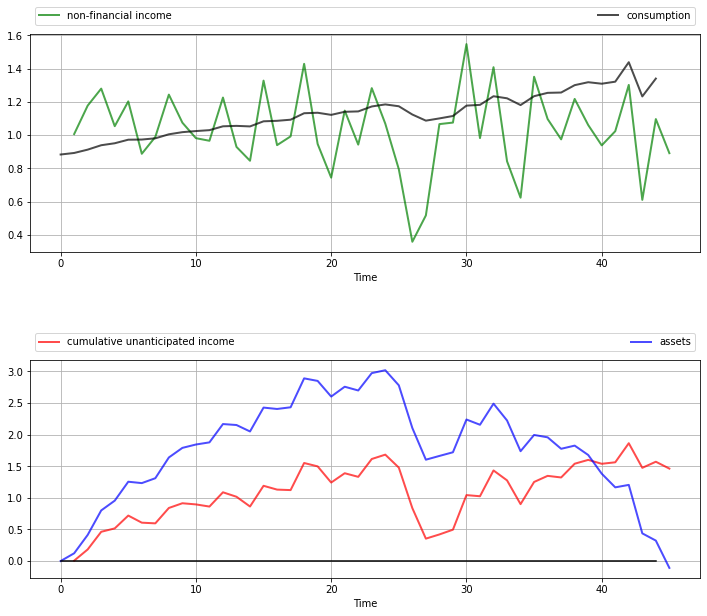 non-financial income consumption
1.6
1.4
1.2
1.0
0.8
0.6
0.4
0 10 20 30 40
Time
cumulative unanticipated income assets
3.0
2.5
2.0
1.5
1.0
0.5
0.0
0 10 20 30 40
Time